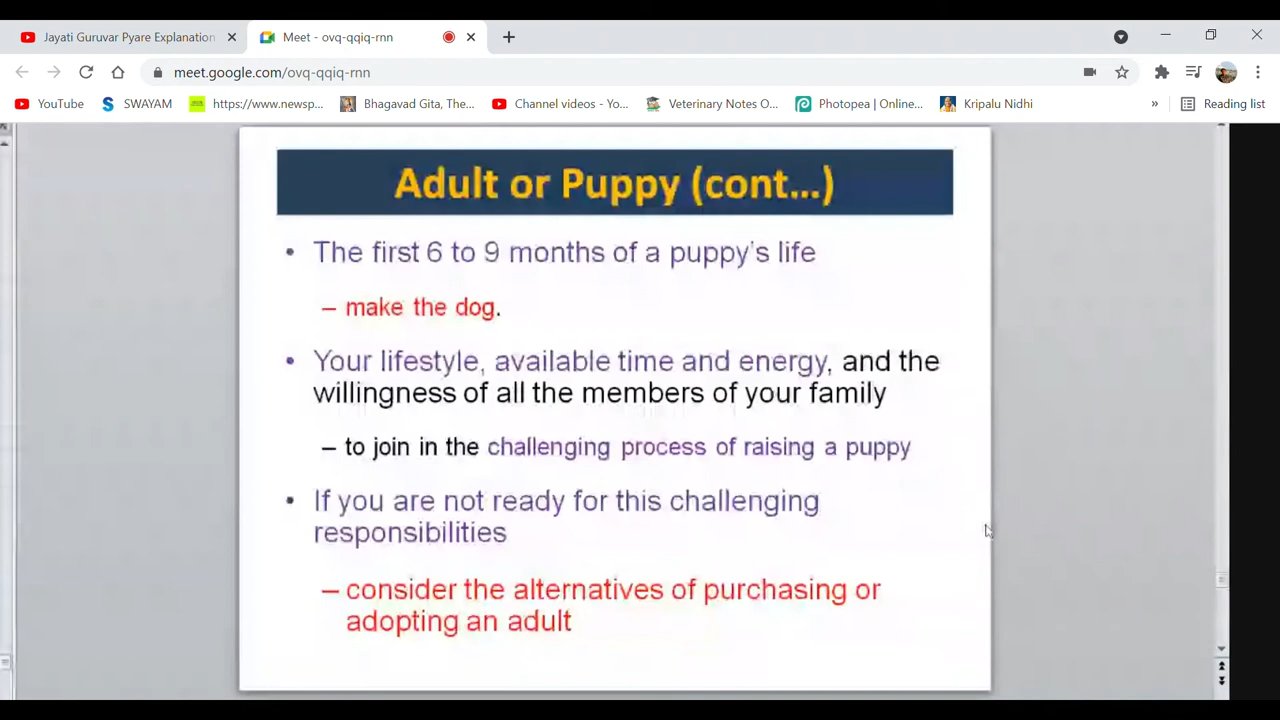 Jayati Guruvar Pyare Explanation
Meet - ovq-qqiq-rnn
meet.google.com/ovq-qqiq-rnn
YouTube
SWAYAM
https://www.newsp...
Bhagavad Gita, The...
Channel videos - Yo...
Veterinary Notes O...
Photopea | Online...
Kripalu Nidhi
»
Reading list
Adult or Puppy (cont...)
• The first 6 to 9 months of a puppy's life
– make the dog.
• Your lifestyle, available time and energy, and the
willingness of all the members of your family
– to join in the challenging process of raising a puppy
• If you are not ready for this challenging
responsibilities
– consider the alternatives of purchasing or
adopting an adult